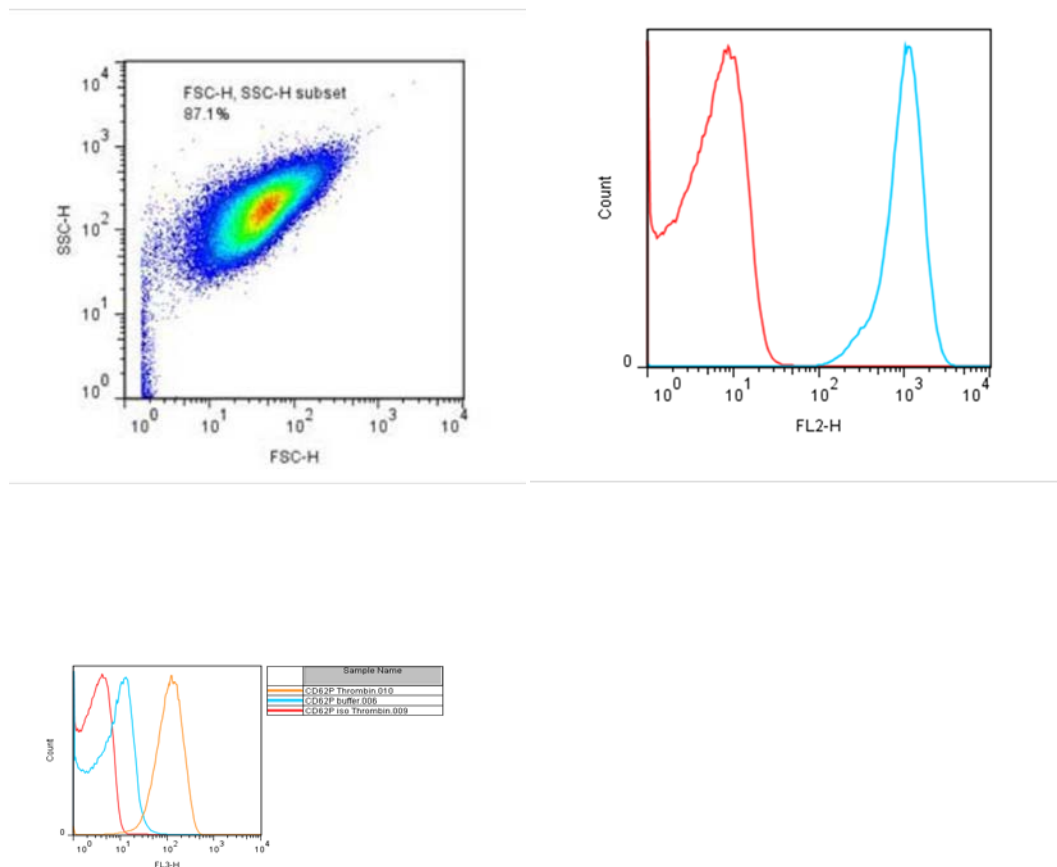 10^4
FSC-H, SSC-H subset
87.1%
10^3
SSC-H
10^2
10^1
10^0
10^0 10^1 10^2 10^3 10^4
FSC-H
Count
0
10^0 10^1 10^2 10^3 10^4
FL2-H
Sample Name
CD62P Thrombin.010
CD62P buffer.006
CD62P iso Thrombin.009
Count
0
10^0 10^1 10^2 10^3 10^4
FL3-H